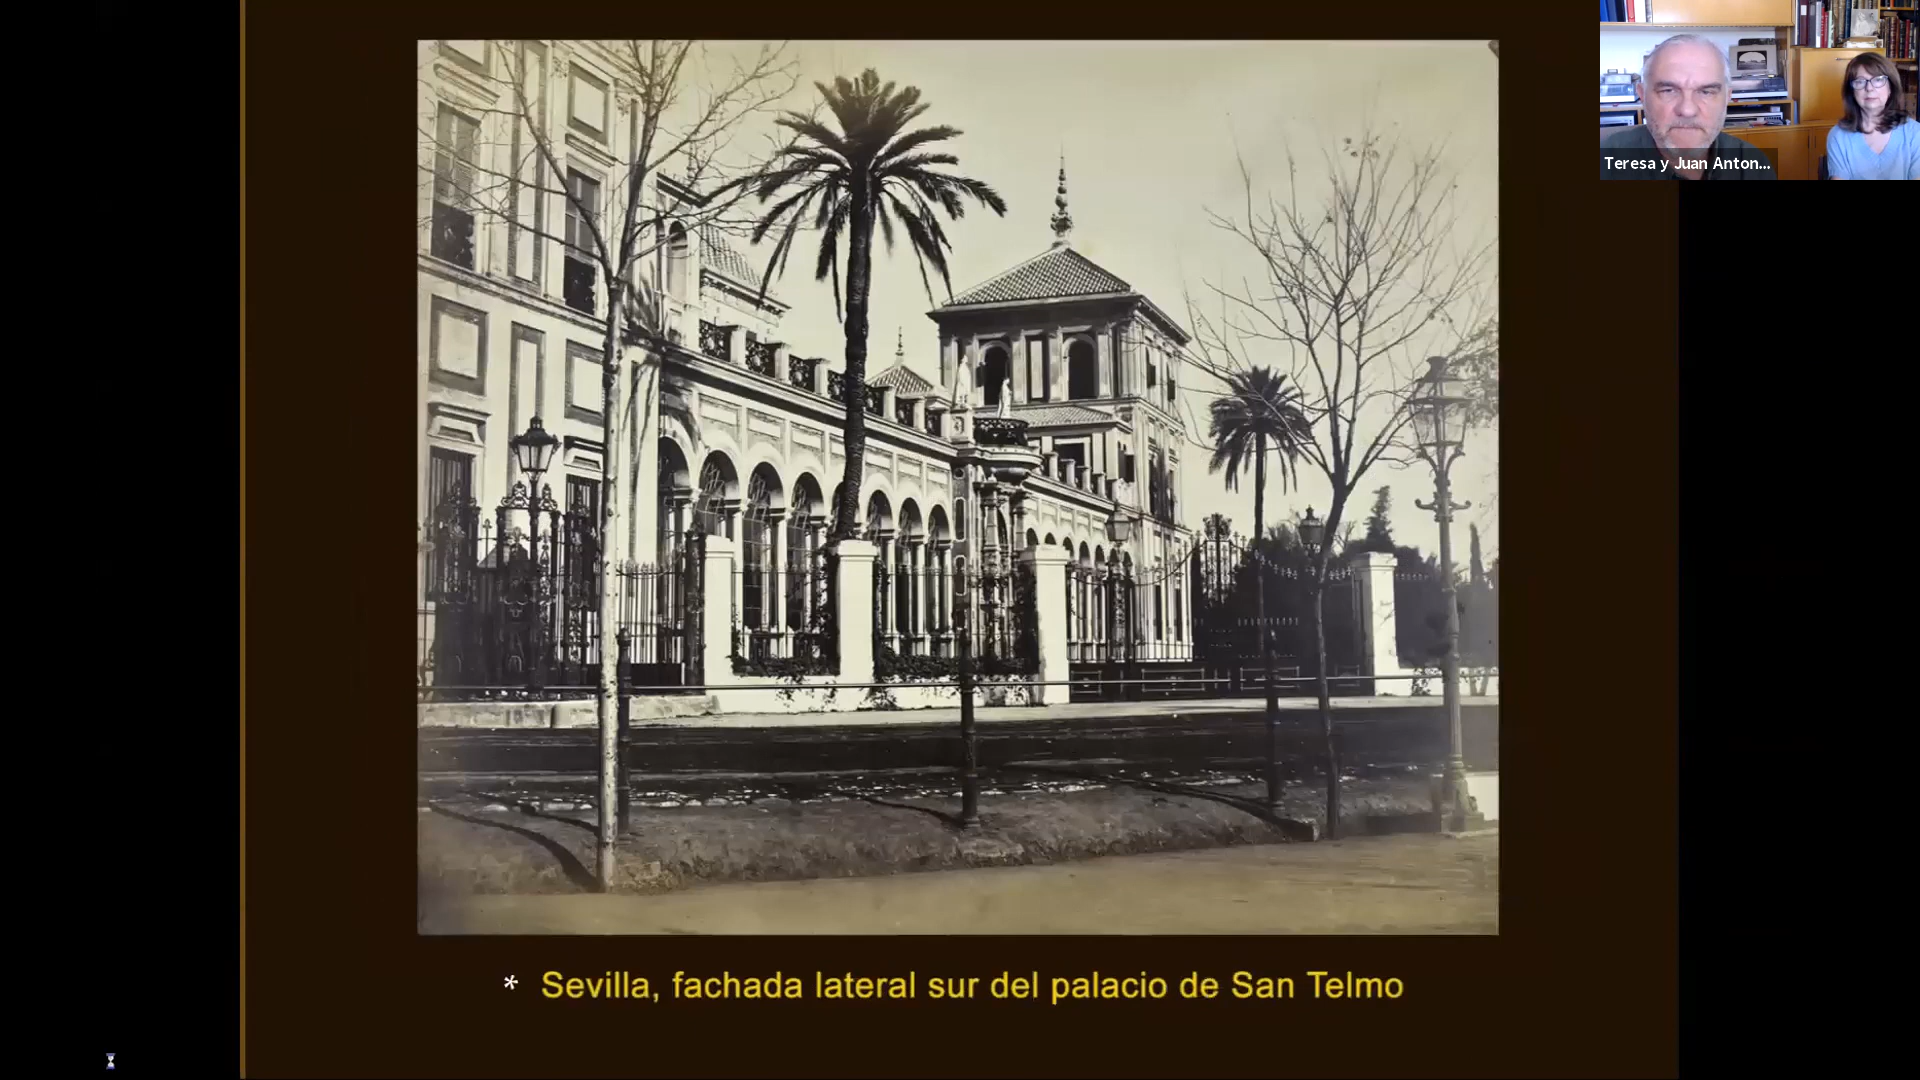 Teresa y Juan Anton...
* Sevilla, fachada lateral sur del palacio de San Telmo